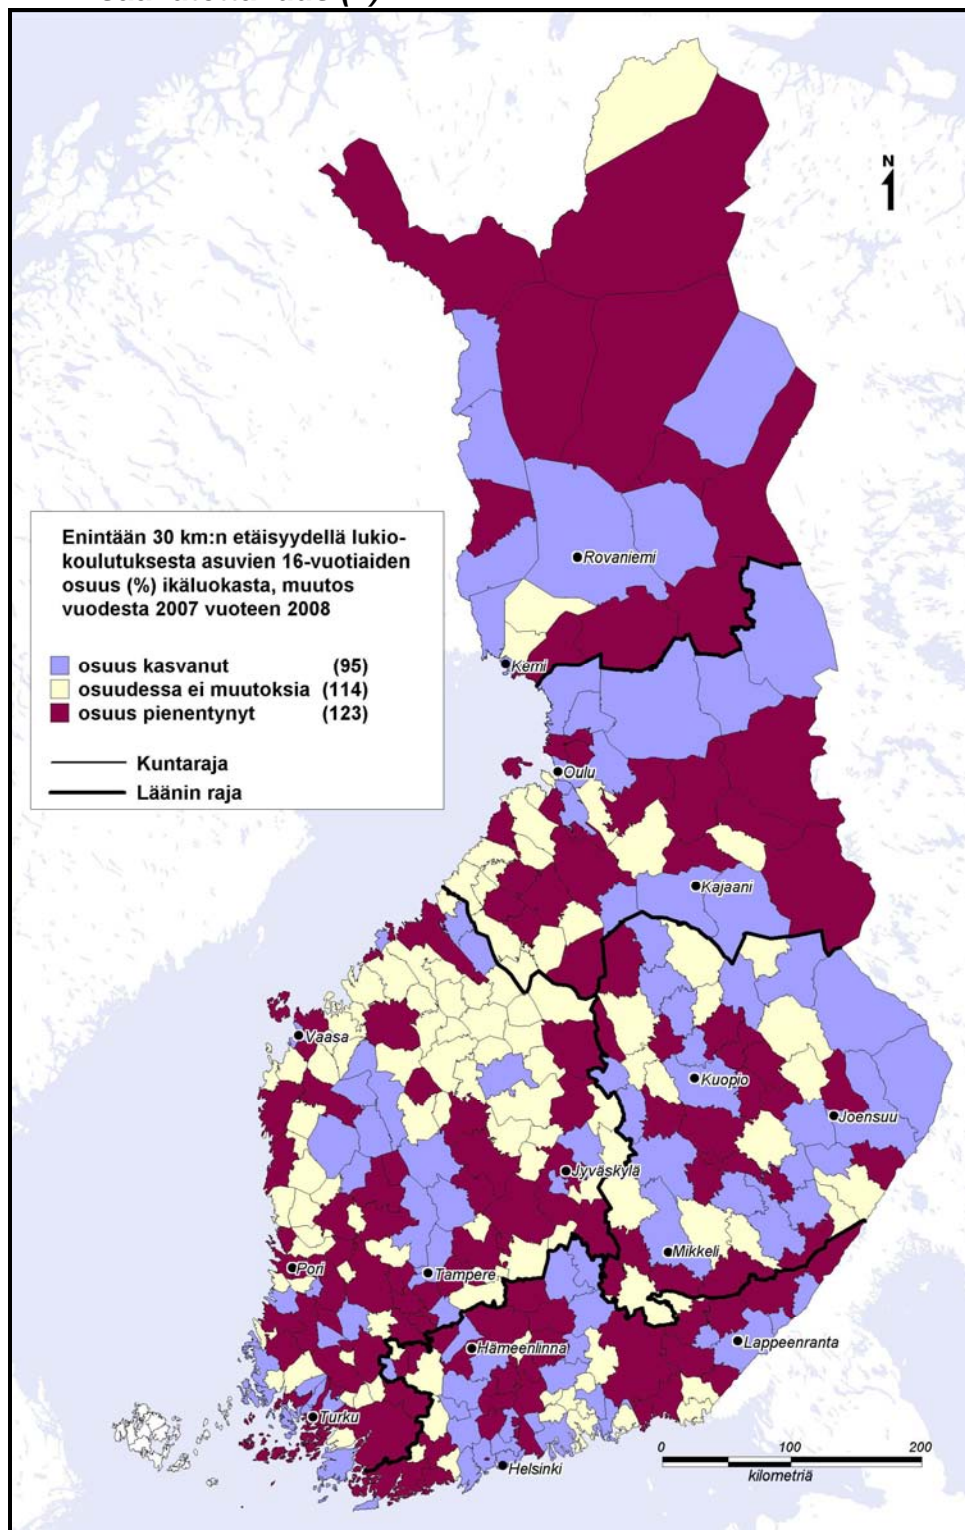 N
Enintään 30 km:n etäisyydellä lukio-
koulutuksesta asuvien 16-vuotiaiden
osuus (%) ikäluokasta, muutos
vuodesta 2007 vuoteen 2008
osuus kasvanut (95)
osuudessa ei muutoksia (114)
osuus pienentynyt (123)
Kuntaraja
Läänin raja
Rovaniemi
Kemi
Oulu
Kajaani
Vaasa
Kuopio
Joensuu
Jyväskylä
Mikkeli
Pori
Tampere
Lappeenranta
Hämeenlinna
Turku
Helsinki
0 100 200
kilometriä